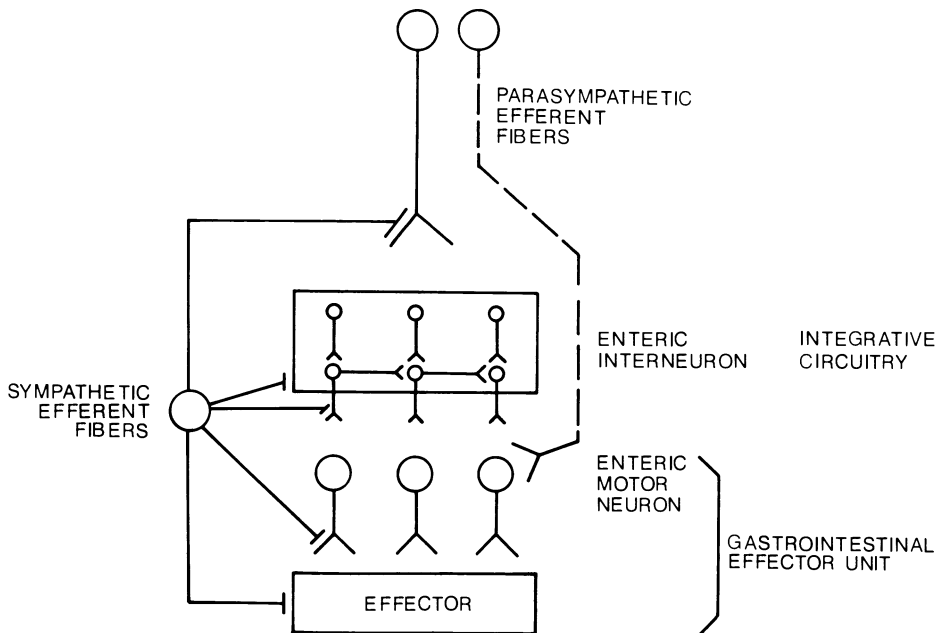 PARASYMPATHETIC
EFFERENT
FIBERS
ENTERIC
INTERNEURON
INTEGRATIVE
CIRCUITRY
SYMPATHETIC
EFFERENT
FIBERS
ENTERIC
MOTOR
NEURON
GASTROINTESTINAL
EFFECTOR UNIT
EFFECTOR